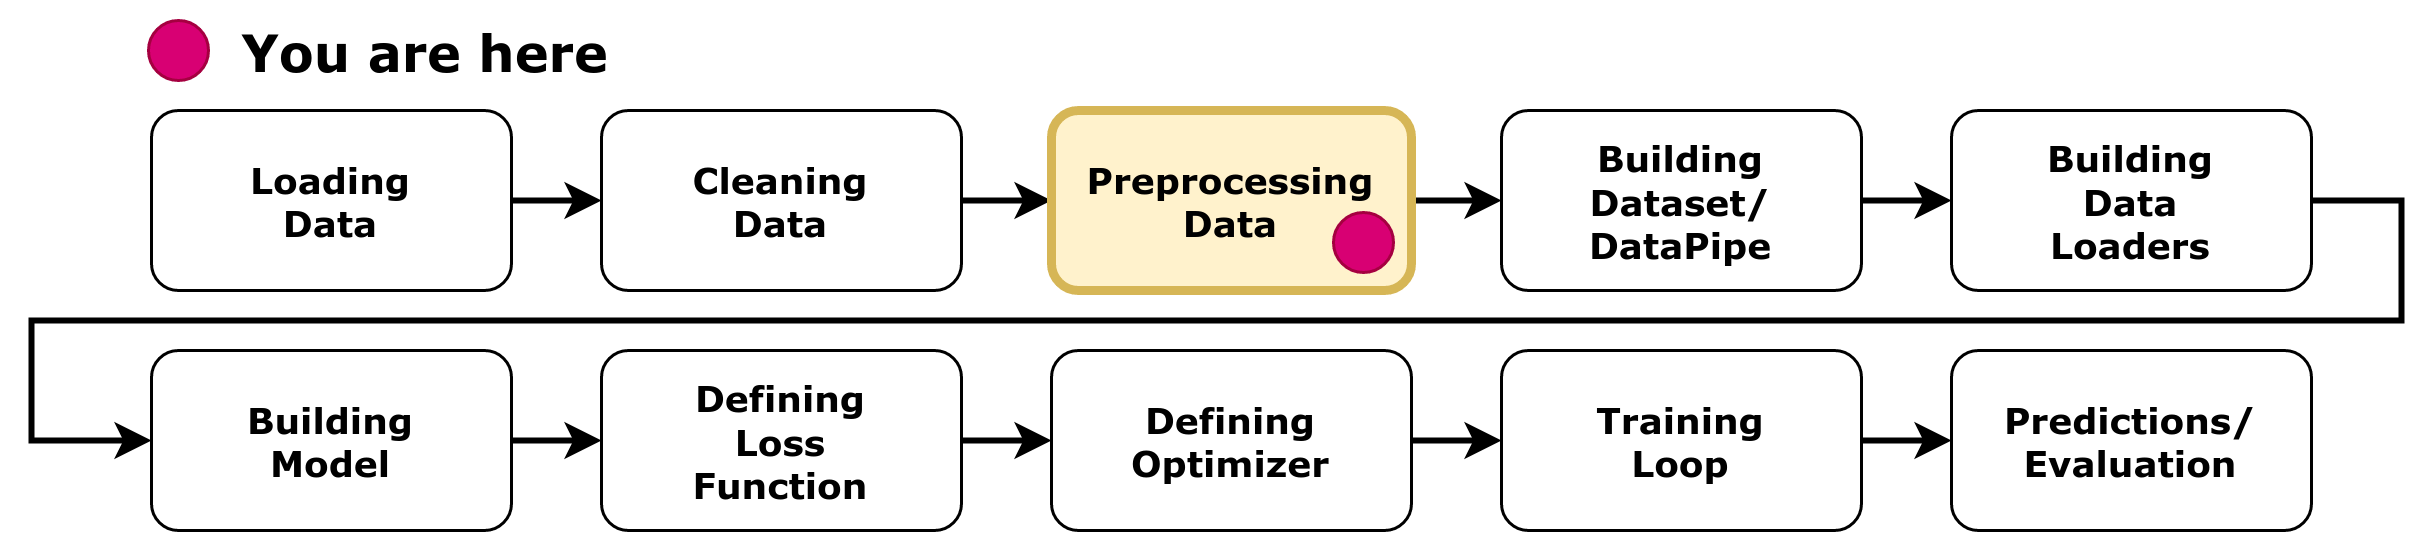 You are here
Loading
Data
Cleaning
Data
Preprocessing
Data
Building
Dataset/
DataPipe
Building
Data
Loaders
Building
Model
Defining
Loss
Function
Defining
Optimizer
Training
Loop
Predictions/
Evaluation